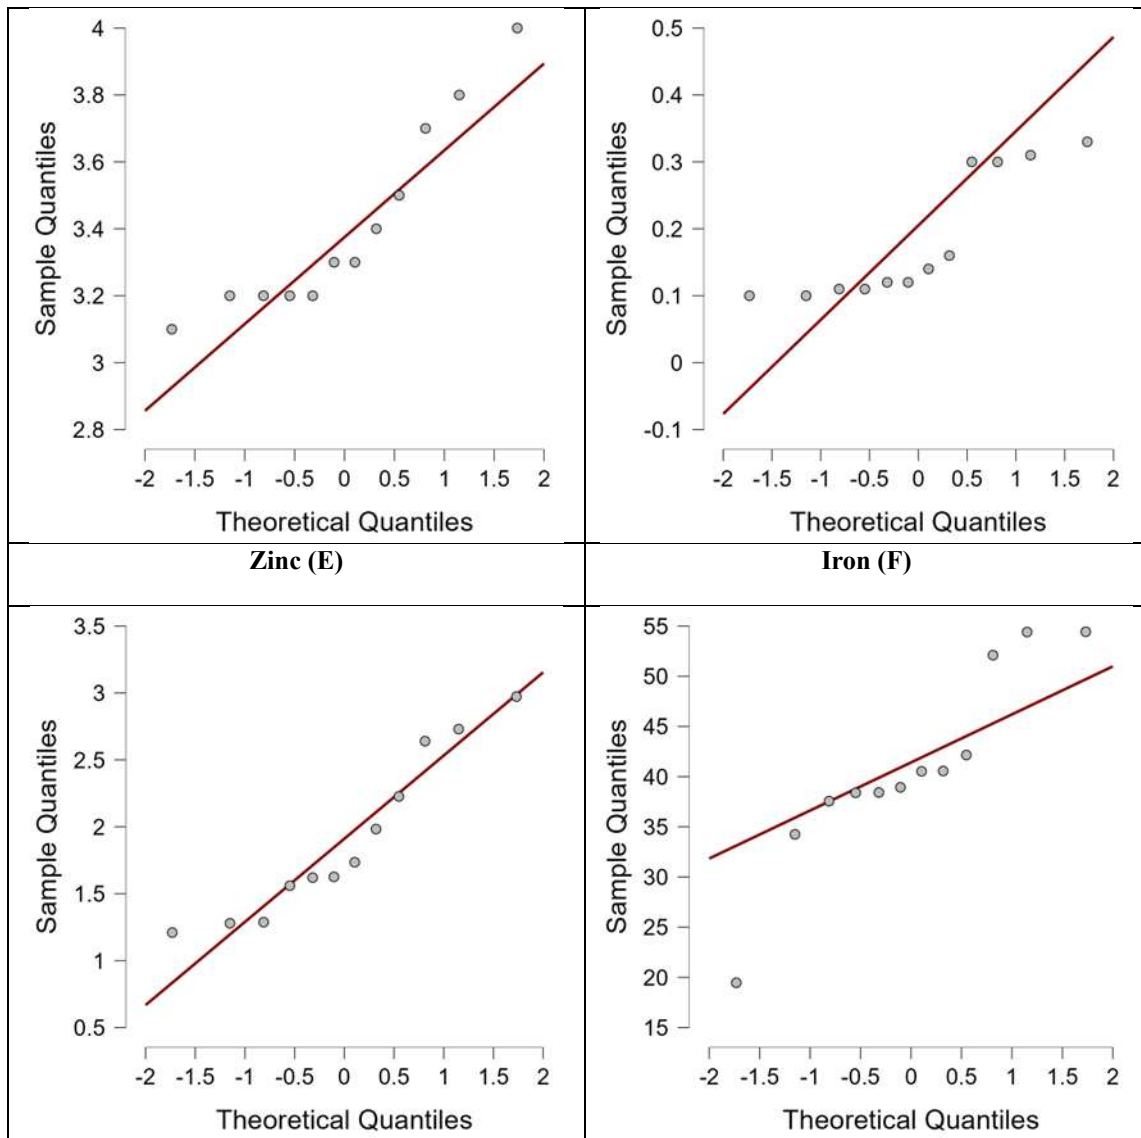 4
3.8
3.6
3.4
3.2
3
2.8
Sample Quantiles
-2 -1.5 -1 -0.5 0 0.5 1 1.5 2
Theoretical Quantiles
0.5
0.4
0.3
0.2
0.1
0
-0.1
Sample Quantiles
-2 -1.5 -1 -0.5 0 0.5 1 1.5 2
Theoretical Quantiles
Zinc (E)
Iron (F)
3.5
3
2.5
2
1.5
1
0.5
Sample Quantiles
-2 -1.5 -1 -0.5 0 0.5 1 1.5 2
Theoretical Quantiles
55
50
45
40
35
30
25
20
15
Sample Quantiles
-2 -1.5 -1 -0.5 0 0.5 1 1.5 2
Theoretical Quantiles